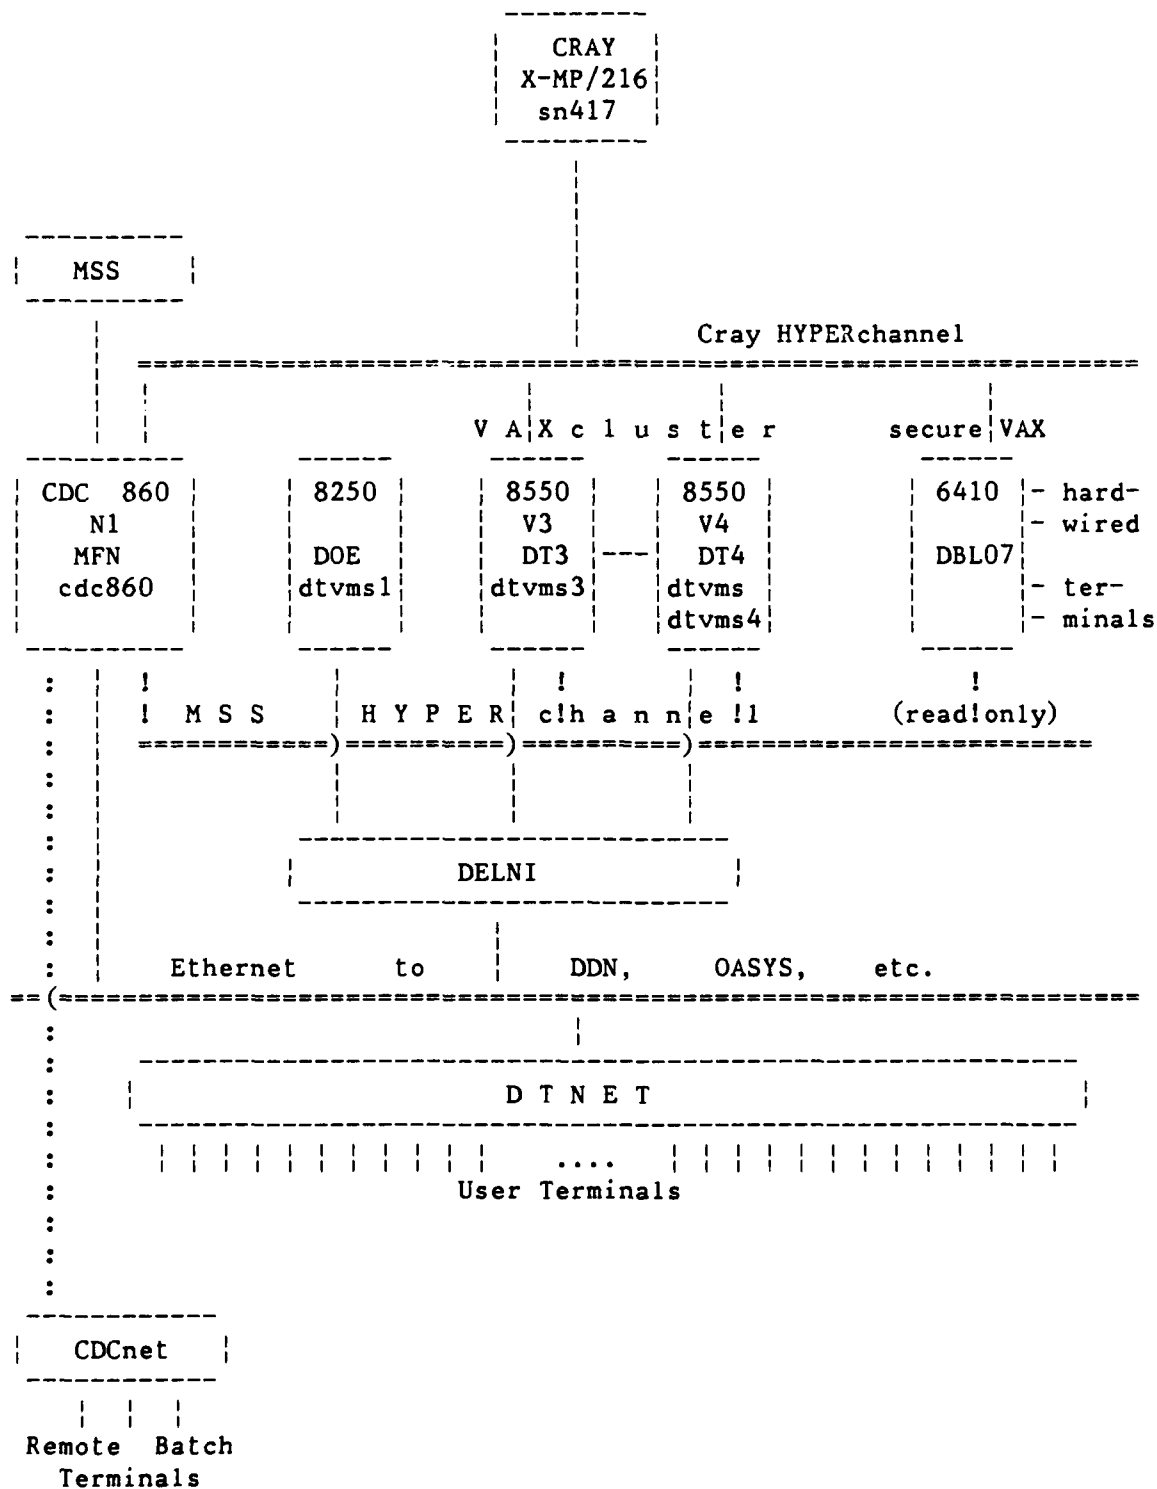 CRAY
X-MP/216
sn417
MSS
Cray HYPERchannel
V A X c l u s t e r secure VAX
CDC 860 8250 8550 8550 6410 - hard-
N1 V3 V4 - wired
MFN DOE DT3 --- DT4 DBL07
cdc860 dtvms1 dtvms3 dtvms - ter-
dtvms4 - minals
M S S H Y P E R c h a n n e l (read only)
DELNI
Ethernet to DDN, OASYS, etc.
D T N E T
....
User Terminals
CDCnet
Remote Batch
Terminals